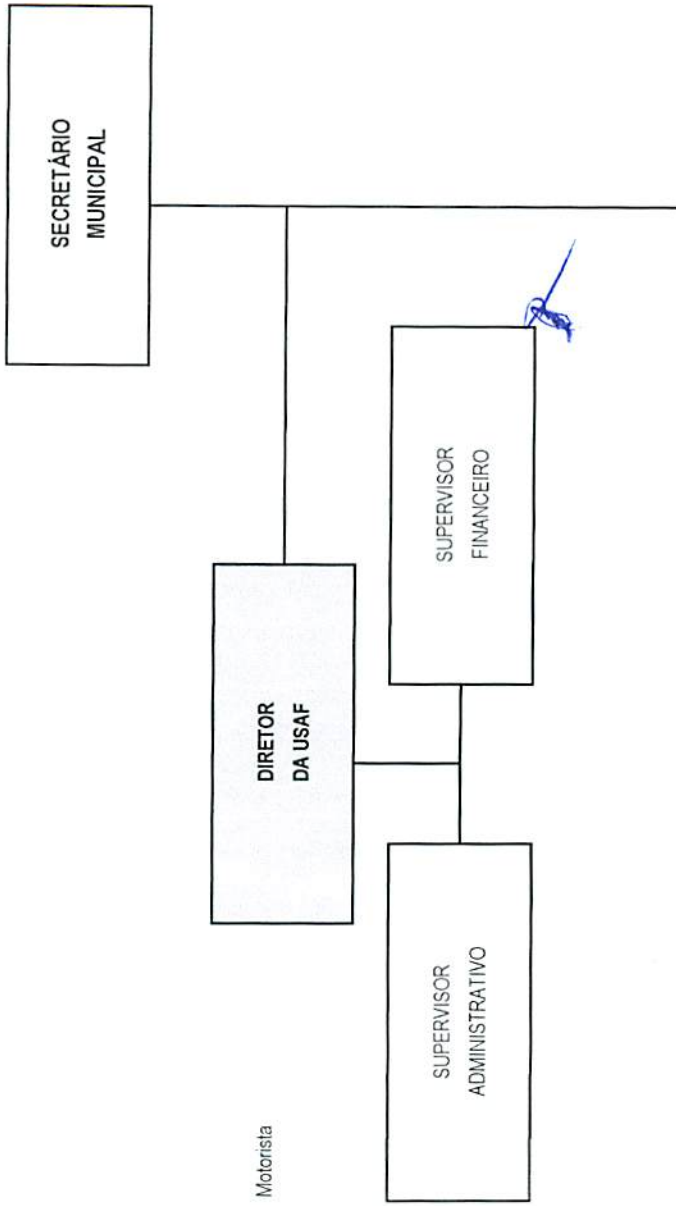 SECRETÁRIO
MUNICIPAL
DIRETOR
DA USAF
Motorista
SUPERVISOR
ADMINISTRATIVO
SUPERVISOR
FINANCEIRO